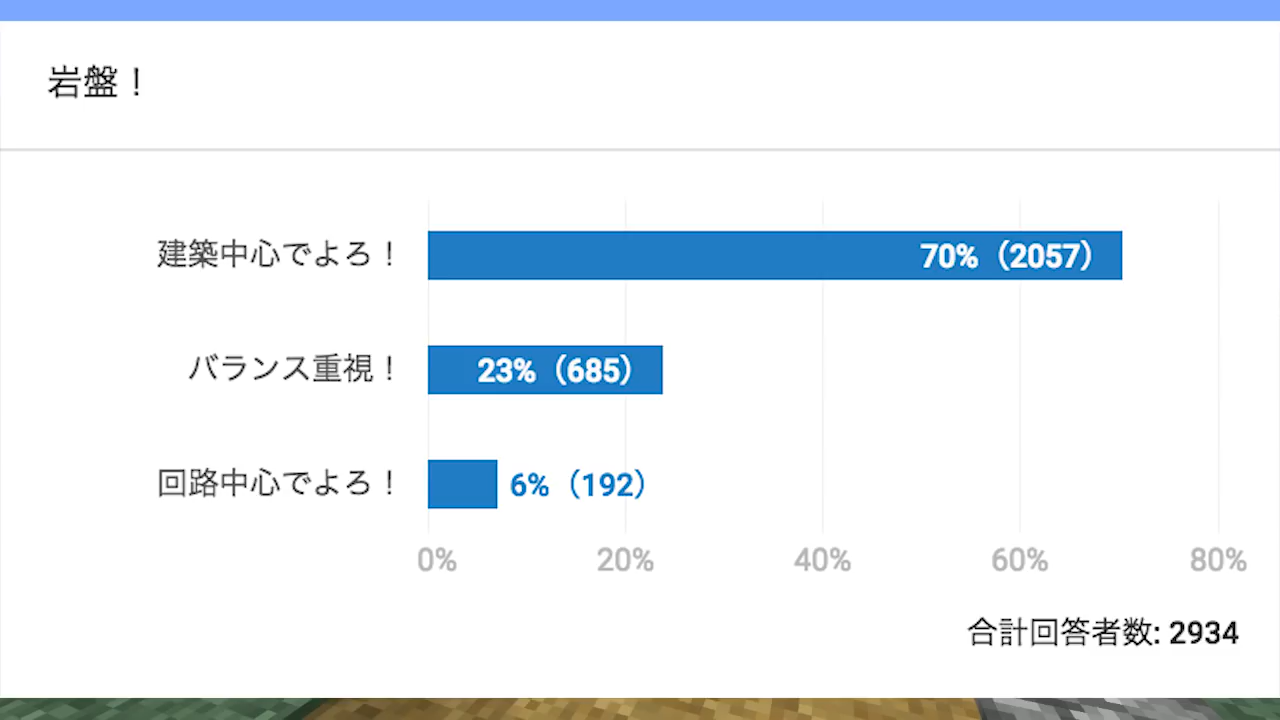 岩盤！
建築中心でよろ！
70%（2057）
バランス重視！
23%（685）
回路中心でよろ！
6%（192）
0% 20% 40% 60% 80%
合計回答者数: 2934